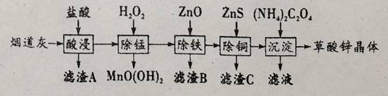 盐酸 H₂O₂ ZnO ZnS (NH₄)₂C₂O₄
烟道灰 酸浸 除锰 除铁 除铜 沉淀 草酸锌晶体
滤渣A MnO(OH)₂ 滤渣B 滤渣C 滤液